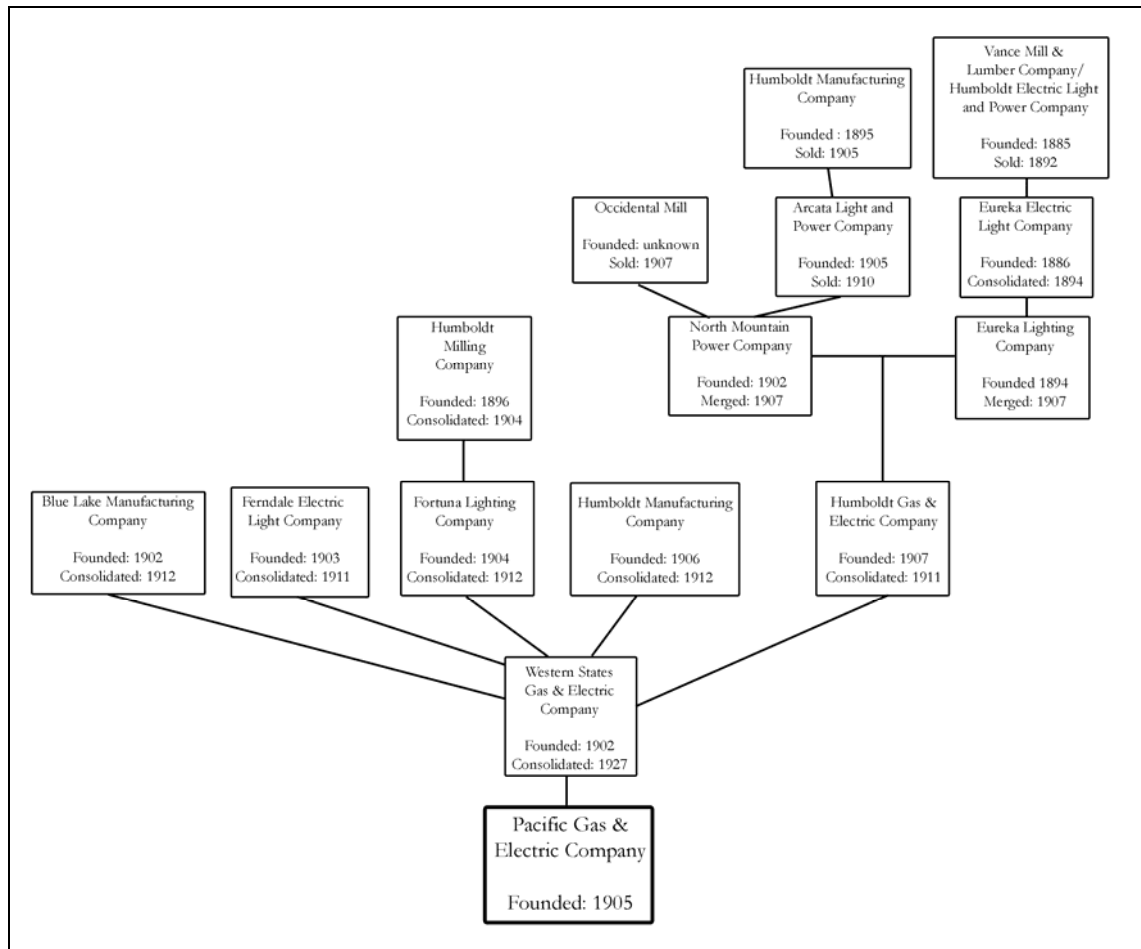 Vance Mill &
Lumber Company/
Humboldt Electric Light
and Power Company
Founded: 1885
Sold: 1892
Humboldt Manufacturing
Company
Founded : 1895
Sold: 1905
Occidental Mill
Founded: unknown
Sold: 1907
Arcata Light and
Power Company
Founded: 1905
Sold: 1910
Eureka Electric
Light Company
Founded: 1886
Consolidated: 1894
Humboldt
Milling
Company
Founded: 1896
Consolidated: 1904
North Mountain
Power Company
Founded: 1902
Merged: 1907
Eureka Lighting
Company
Founded 1894
Merged: 1907
Blue Lake Manufacturing
Company
Founded: 1902
Consolidated: 1912
Ferndale Electric
Light Company
Founded: 1903
Consolidated: 1911
Fortuna Lighting
Company
Founded: 1904
Consolidated: 1912
Humboldt Manufacturing
Company
Founded: 1906
Consolidated: 1912
Humboldt Gas &
Electric Company
Founded: 1907
Consolidated: 1911
Western States
Gas & Electric
Company
Founded: 1902
Consolidated: 1927
Pacific Gas &
Electric Company
Founded: 1905